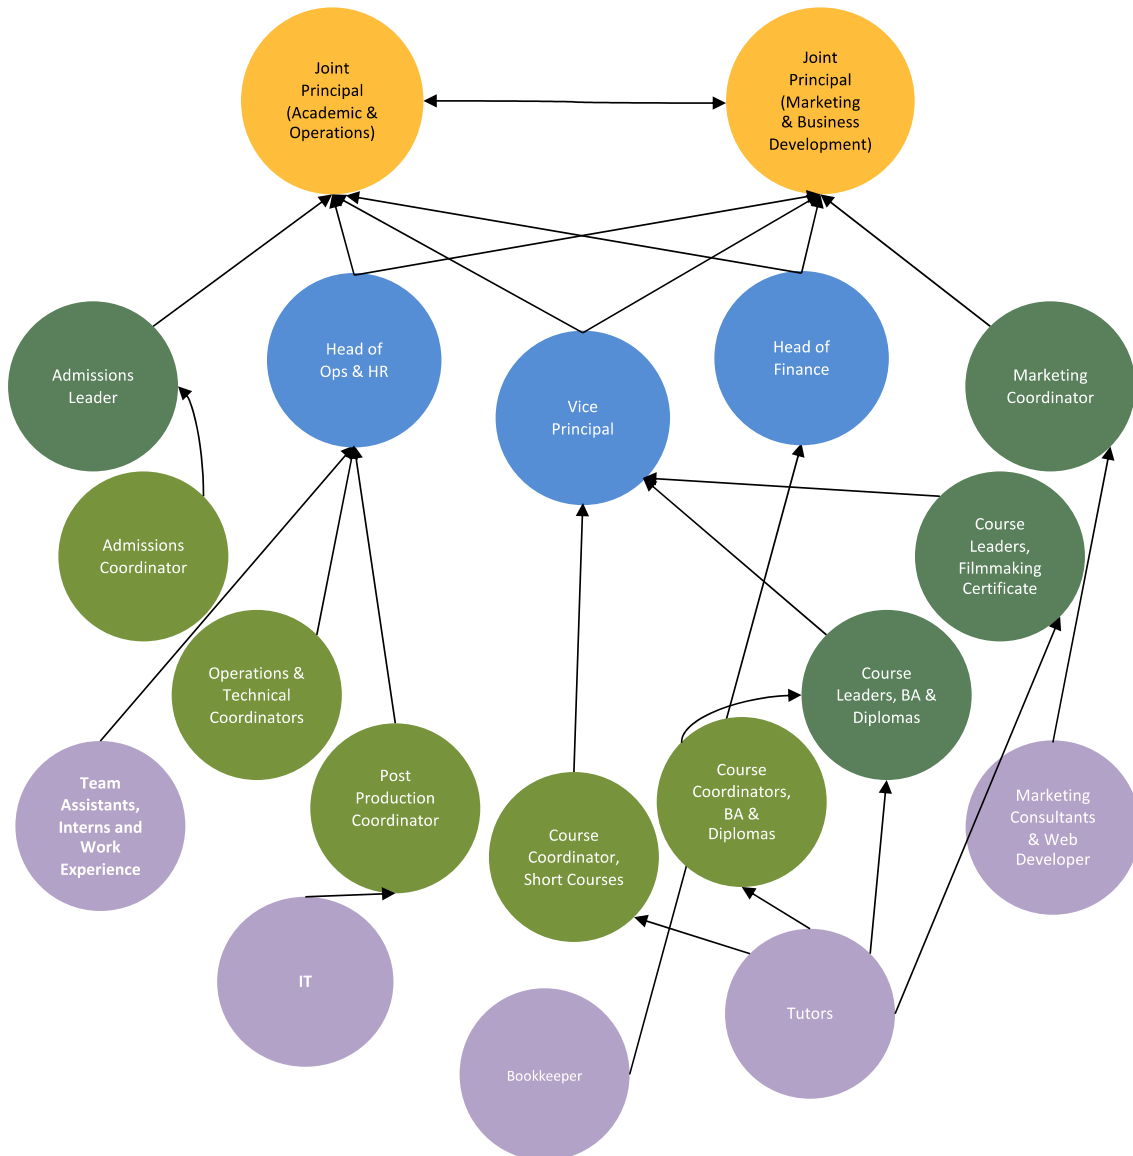 Joint
Principal
(Academic &
Operations)
Joint
Principal
(Marketing
& Business
Development)
Admissions
Leader
Head of
Ops & HR
Vice
Principal
Head of
Finance
Marketing
Coordinator
Admissions
Coordinator
Course
Leaders,
Filmmaking
Certificate
Operations &
Technical
Coordinators
Course
Leaders, BA &
Diplomas
Team
Assistants,
Interns and
Work
Experience
Post
Production
Coordinator
Course
Coordinator,
Short Courses
Course
Coordinators,
BA &
Diplomas
Marketing
Consultants
& Web
Developer
IT
Bookkeeper
Tutors